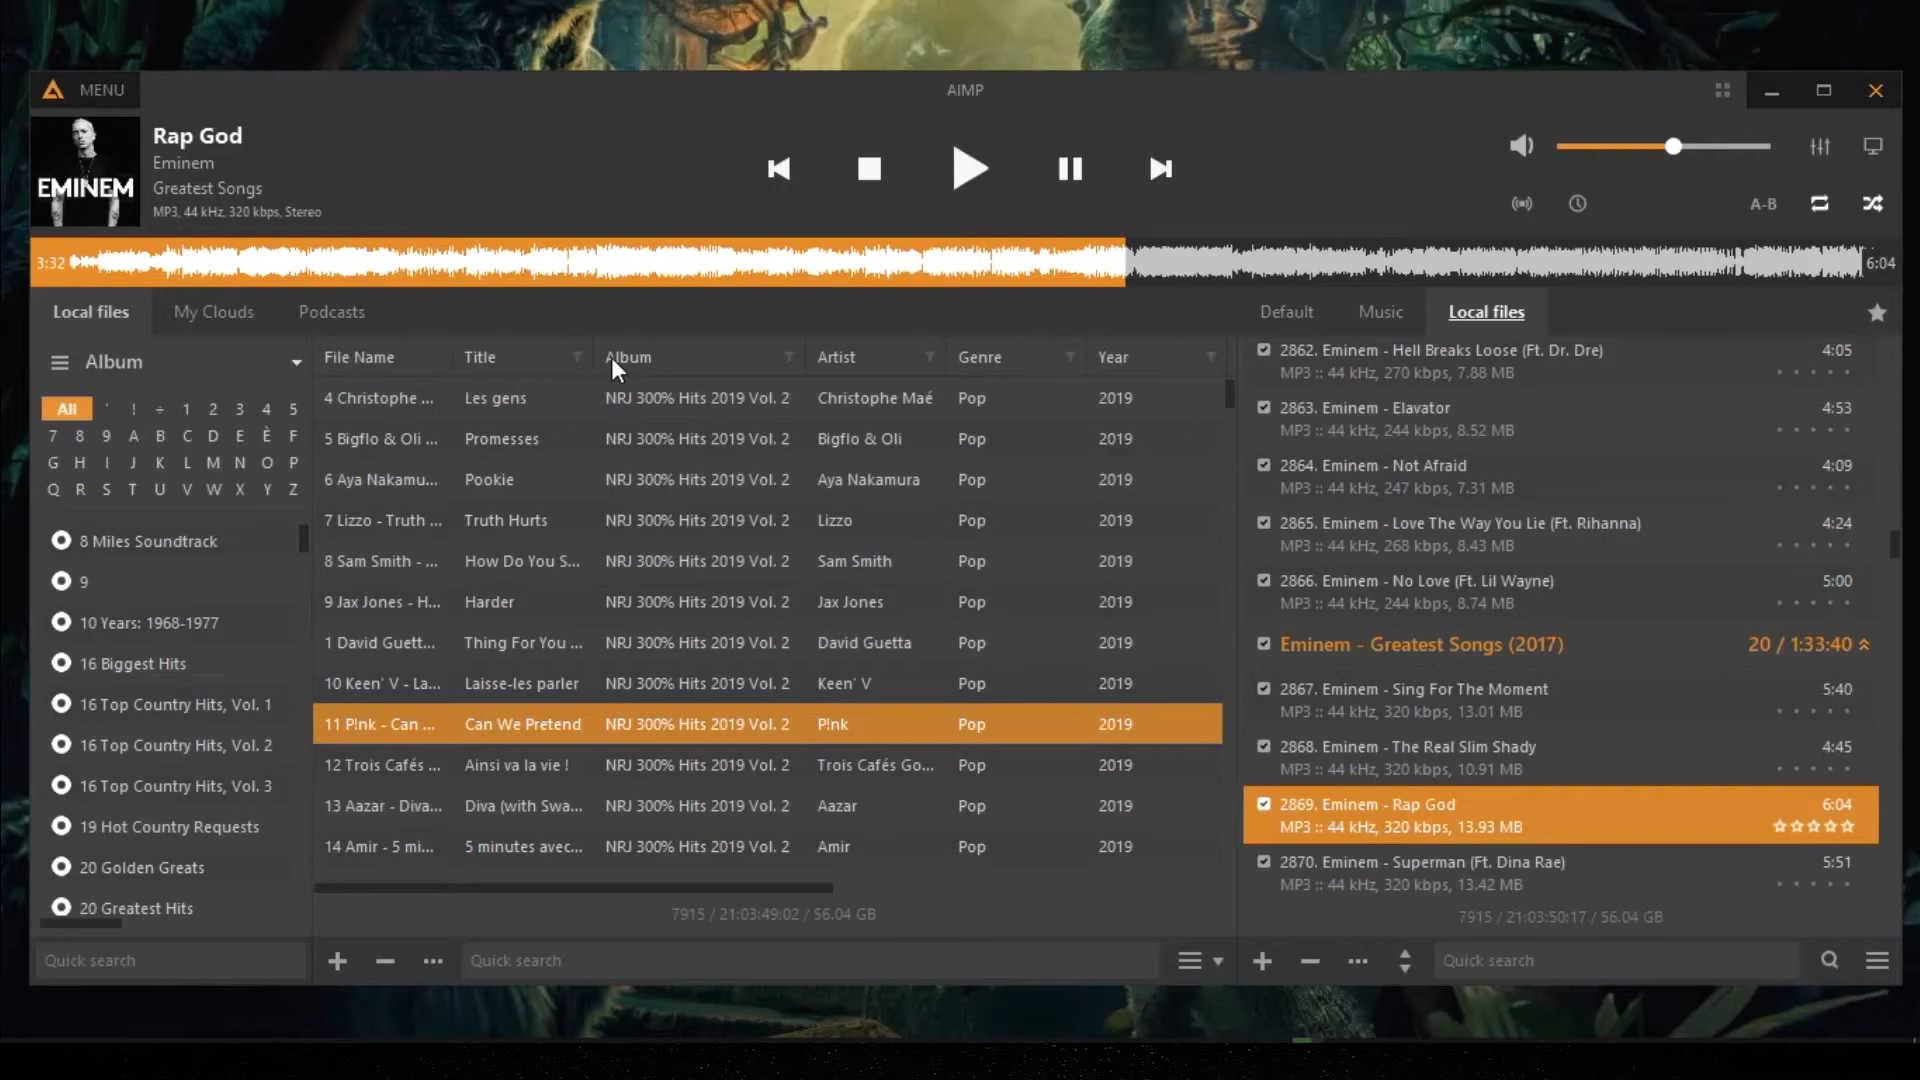 MENU
AIMP
EMINEM
Rap God
Eminem
Greatest Songs
MP3, 44 kHz, 320 kbps, Stereo
A-B
3:32
6:04
Local files
My Clouds
Podcasts
Album
All ' ! ÷ 1 2 3 4 5
7 8 9 A B C D E È F
G H I J K L M N O P
Q R S T U V W X Y Z
8 Miles Soundtrack
9
10 Years: 1968-1977
16 Biggest Hits
16 Top Country Hits, Vol. 1
16 Top Country Hits, Vol. 2
16 Top Country Hits, Vol. 3
19 Hot Country Requests
20 Golden Greats
20 Greatest Hits
Quick search
File Name Title Album Artist Genre Year
4 Christophe ... Les gens NRJ 300% Hits 2019 Vol. 2 Christophe Maé Pop 2019
5 Bigflo & Oli ... Promesses NRJ 300% Hits 2019 Vol. 2 Bigflo & Oli Pop 2019
6 Aya Nakamu... Pookie NRJ 300% Hits 2019 Vol. 2 Aya Nakamura Pop 2019
7 Lizzo - Truth ... Truth Hurts NRJ 300% Hits 2019 Vol. 2 Lizzo Pop 2019
8 Sam Smith - ... How Do You S... NRJ 300% Hits 2019 Vol. 2 Sam Smith Pop 2019
9 Jax Jones - H... Harder NRJ 300% Hits 2019 Vol. 2 Jax Jones Pop 2019
1 David Guett... Thing For You ... NRJ 300% Hits 2019 Vol. 2 David Guetta Pop 2019
10 Keen' V - La... Laisse-les parler NRJ 300% Hits 2019 Vol. 2 Keen' V Pop 2019
11 P!nk - Can ... Can We Pretend NRJ 300% Hits 2019 Vol. 2 P!nk Pop 2019
12 Trois Cafés ... Ainsi va la vie ! NRJ 300% Hits 2019 Vol. 2 Trois Cafés Go... Pop 2019
13 Aazar - Diva... Diva (with Swa... NRJ 300% Hits 2019 Vol. 2 Aazar Pop 2019
14 Amir - 5 mi... 5 minutes avec... NRJ 300% Hits 2019 Vol. 2 Amir Pop 2019
7915 / 21:03:49:02 / 56.04 GB
Quick search
Default
Music
Local files
2862. Eminem - Hell Breaks Loose (Ft. Dr. Dre) 4:05
MP3 :: 44 kHz, 270 kbps, 7.88 MB
2863. Eminem - Elavator 4:53
MP3 :: 44 kHz, 244 kbps, 8.52 MB
2864. Eminem - Not Afraid 4:09
MP3 :: 44 kHz, 247 kbps, 7.31 MB
2865. Eminem - Love The Way You Lie (Ft. Rihanna) 4:24
MP3 :: 44 kHz, 268 kbps, 8.43 MB
2866. Eminem - No Love (Ft. Lil Wayne) 5:00
MP3 :: 44 kHz, 244 kbps, 8.74 MB
Eminem - Greatest Songs (2017) 20 / 1:33:40
2867. Eminem - Sing For The Moment 5:40
MP3 :: 44 kHz, 320 kbps, 13.01 MB
2868. Eminem - The Real Slim Shady 4:45
MP3 :: 44 kHz, 320 kbps, 10.91 MB
2869. Eminem - Rap God 6:04
MP3 :: 44 kHz, 320 kbps, 13.93 MB
2870. Eminem - Superman (Ft. Dina Rae) 5:51
MP3 :: 44 kHz, 320 kbps, 13.42 MB
7915 / 21:03:50:17 / 56.04 GB
Quick search